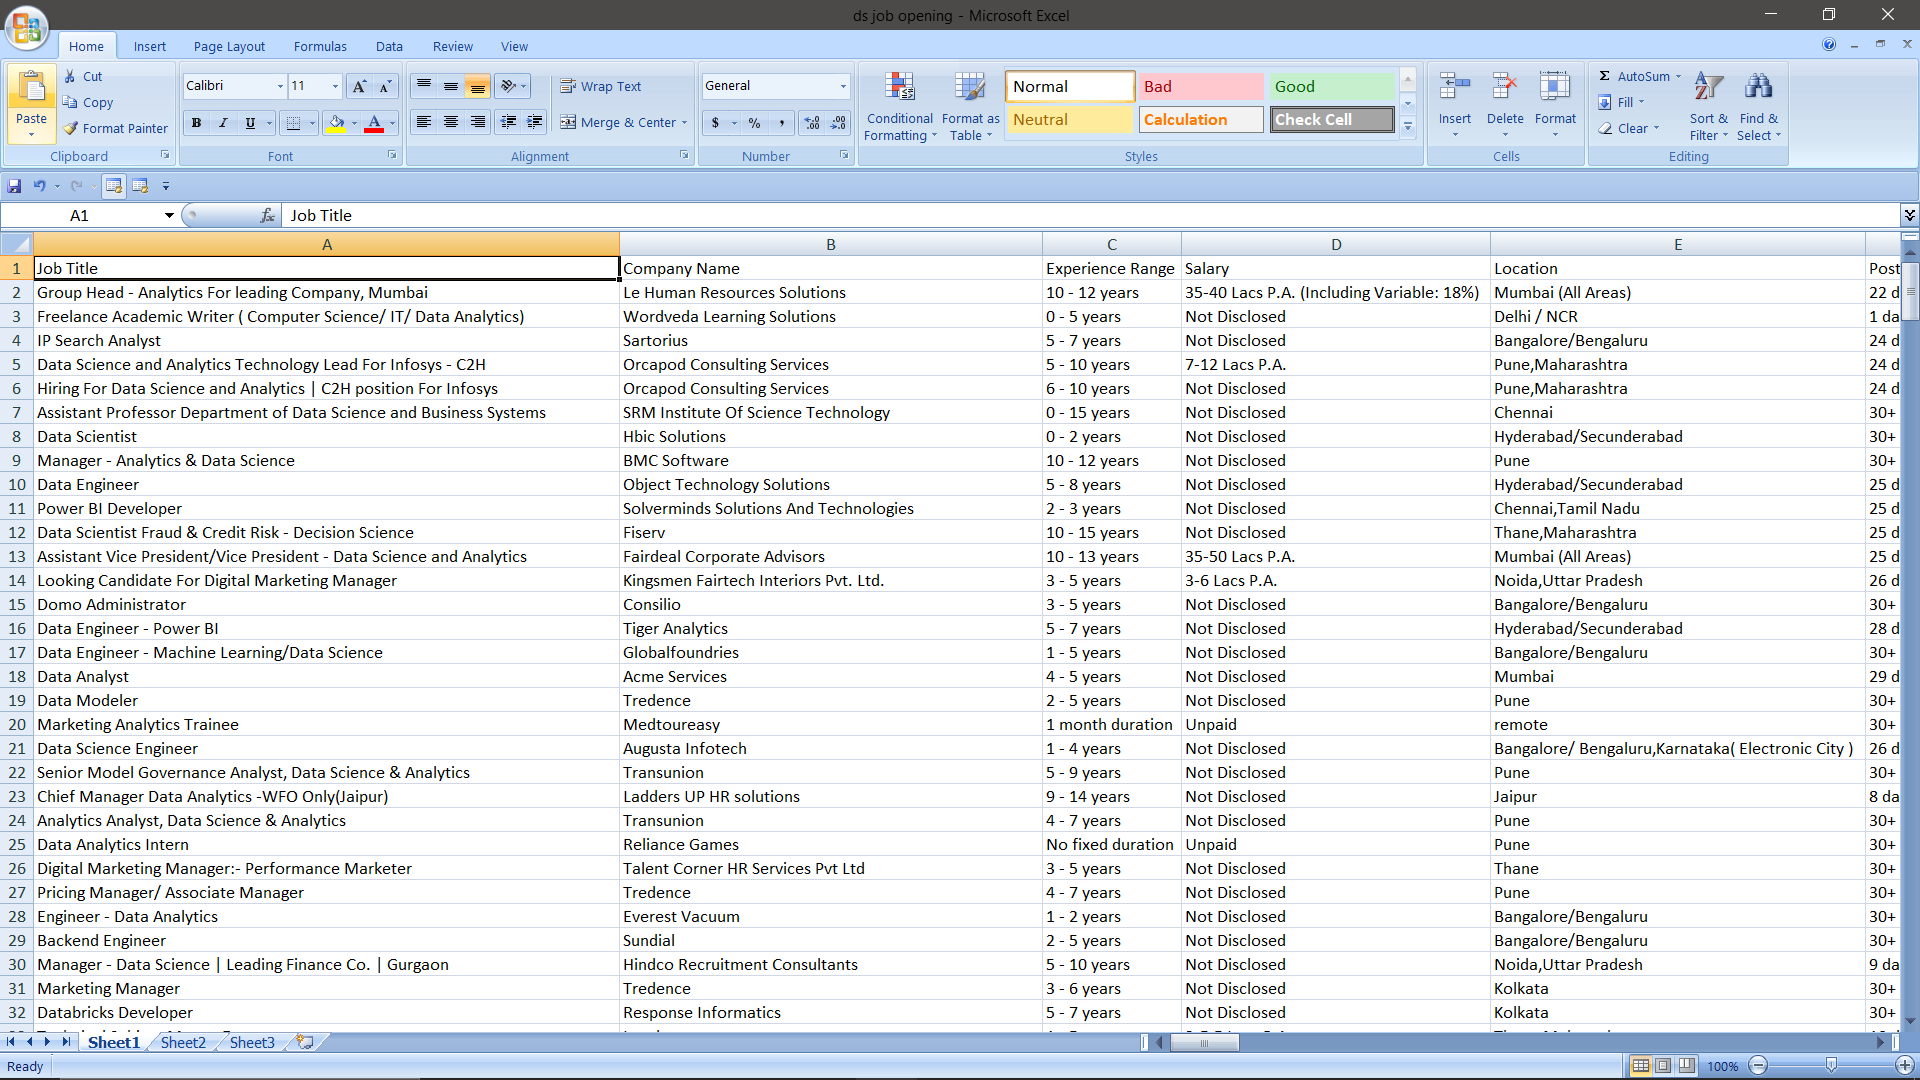 ds job opening - Microsoft Excel
Home Insert Page Layout Formulas Data Review View
Paste
Cut
Copy
Format Painter
Clipboard
Calibri 11
B I U
Font
Wrap Text
Merge & Center
Alignment
General
$ % ,
Number
Conditional Formatting
Format as Table
Normal Bad Good
Neutral Calculation Check Cell
Styles
Insert Delete Format
Cells
Σ AutoSum
Fill
Clear
Sort & Filter
Find & Select
Editing
A1 fx Job Title
A B C D E
1 Job Title Company Name Experience Range Salary Location Post
2 Group Head - Analytics For leading Company, Mumbai Le Human Resources Solutions 10 - 12 years 35-40 Lacs P.A. (Including Variable: 18%) Mumbai (All Areas) 22 d
3 Freelance Academic Writer ( Computer Science/ IT/ Data Analytics) Wordveda Learning Solutions 0 - 5 years Not Disclosed Delhi / NCR 1 da
4 IP Search Analyst Sartorius 5 - 7 years Not Disclosed Bangalore/Bengaluru 24 d
5 Data Science and Analytics Technology Lead For Infosys - C2H Orcapod Consulting Services 5 - 10 years 7-12 Lacs P.A. Pune,Maharashtra 24 d
6 Hiring For Data Science and Analytics | C2H position For Infosys Orcapod Consulting Services 6 - 10 years Not Disclosed Pune,Maharashtra 24 d
7 Assistant Professor Department of Data Science and Business Systems SRM Institute Of Science Technology 0 - 15 years Not Disclosed Chennai 30+
8 Data Scientist Hbic Solutions 0 - 2 years Not Disclosed Hyderabad/Secunderabad 30+
9 Manager - Analytics & Data Science BMC Software 10 - 12 years Not Disclosed Pune 30+
10 Data Engineer Object Technology Solutions 5 - 8 years Not Disclosed Hyderabad/Secunderabad 25 d
11 Power BI Developer Solverminds Solutions And Technologies 2 - 3 years Not Disclosed Chennai,Tamil Nadu 25 d
12 Data Scientist Fraud & Credit Risk - Decision Science Fiserv 10 - 15 years Not Disclosed Thane,Maharashtra 25 d
13 Assistant Vice President/Vice President - Data Science and Analytics Fairdeal Corporate Advisors 10 - 13 years 35-50 Lacs P.A. Mumbai (All Areas) 25 d
14 Looking Candidate For Digital Marketing Manager Kingsmen Fairtech Interiors Pvt. Ltd. 3 - 5 years 3-6 Lacs P.A. Noida,Uttar Pradesh 26 d
15 Domo Administrator Consilio 3 - 5 years Not Disclosed Bangalore/Bengaluru 30+
16 Data Engineer - Power BI Tiger Analytics 5 - 7 years Not Disclosed Hyderabad/Secunderabad 28 d
17 Data Engineer - Machine Learning/Data Science Globalfoundries 1 - 5 years Not Disclosed Bangalore/Bengaluru 30+
18 Data Analyst Acme Services 4 - 5 years Not Disclosed Mumbai 29 d
19 Data Modeler Tredence 2 - 5 years Not Disclosed Pune 30+
20 Marketing Analytics Trainee Medtoureasy 1 month duration Unpaid remote 30+
21 Data Science Engineer Augusta Infotech 1 - 4 years Not Disclosed Bangalore/ Bengaluru,Karnataka( Electronic City ) 26 d
22 Senior Model Governance Analyst, Data Science & Analytics Transunion 5 - 9 years Not Disclosed Pune 30+
23 Chief Manager Data Analytics -WFO Only(Jaipur) Ladders UP HR solutions 9 - 14 years Not Disclosed Jaipur 8 da
24 Analytics Analyst, Data Science & Analytics Transunion 4 - 7 years Not Disclosed Pune 30+
25 Data Analytics Intern Reliance Games No fixed duration Unpaid Pune 30+
26 Digital Marketing Manager:- Performance Marketer Talent Corner HR Services Pvt Ltd 3 - 5 years Not Disclosed Thane 30+
27 Pricing Manager/ Associate Manager Tredence 4 - 7 years Not Disclosed Pune 30+
28 Engineer - Data Analytics Everest Vacuum 1 - 2 years Not Disclosed Bangalore/Bengaluru 30+
29 Backend Engineer Sundial 2 - 5 years Not Disclosed Bangalore/Bengaluru 30+
30 Manager - Data Science | Leading Finance Co. | Gurgaon Hindco Recruitment Consultants 5 - 10 years Not Disclosed Noida,Uttar Pradesh 9 da
31 Marketing Manager Tredence 3 - 6 years Not Disclosed Kolkata 30+
32 Databricks Developer Response Informatics 5 - 7 years Not Disclosed Kolkata 30+
Sheet1 Sheet2 Sheet3
Ready 100%